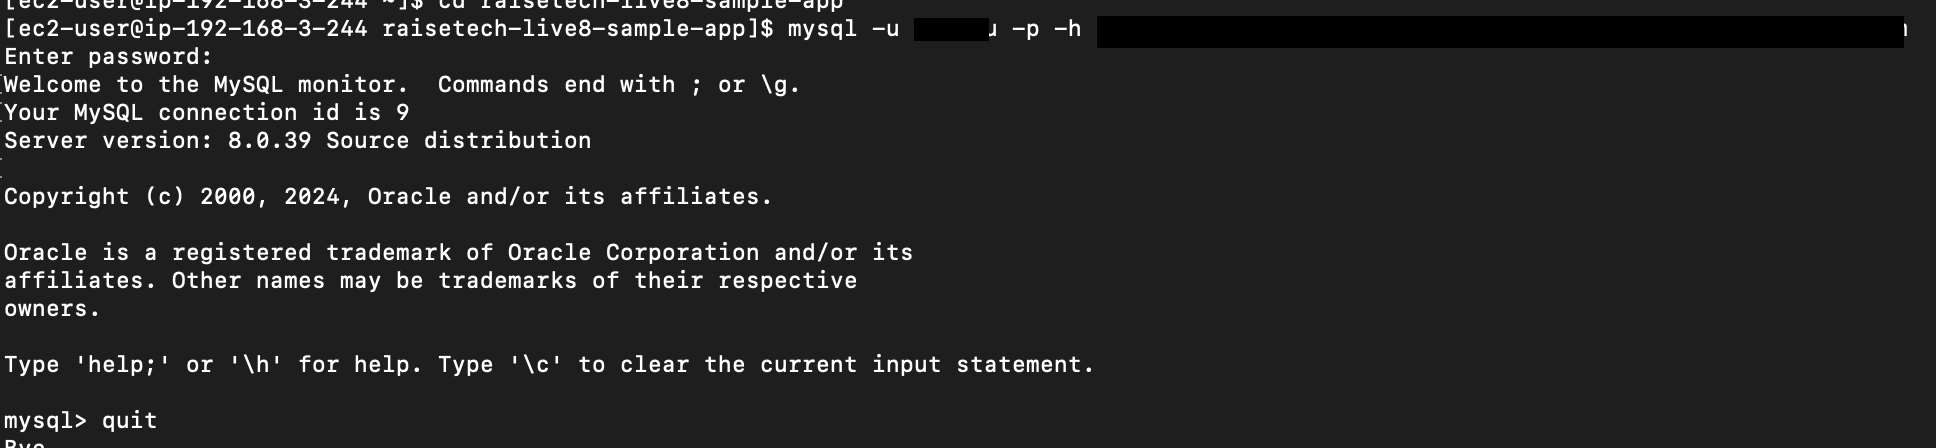 [ec2-user@ip-192-168-3-244 ~]$ cd raisetech-live8-sample-app
[ec2-user@ip-192-168-3-244 raisetech-live8-sample-app]$ mysql -u -p -h
Enter password:
Welcome to the MySQL monitor.  Commands end with ; or \g.
Your MySQL connection id is 9
Server version: 8.0.39 Source distribution
Copyright (c) 2000, 2024, Oracle and/or its affiliates.
Oracle is a registered trademark of Oracle Corporation and/or its
affiliates. Other names may be trademarks of their respective
owners.
Type 'help;' or '\h' for help. Type '\c' to clear the current input statement.
mysql> quit
Bye